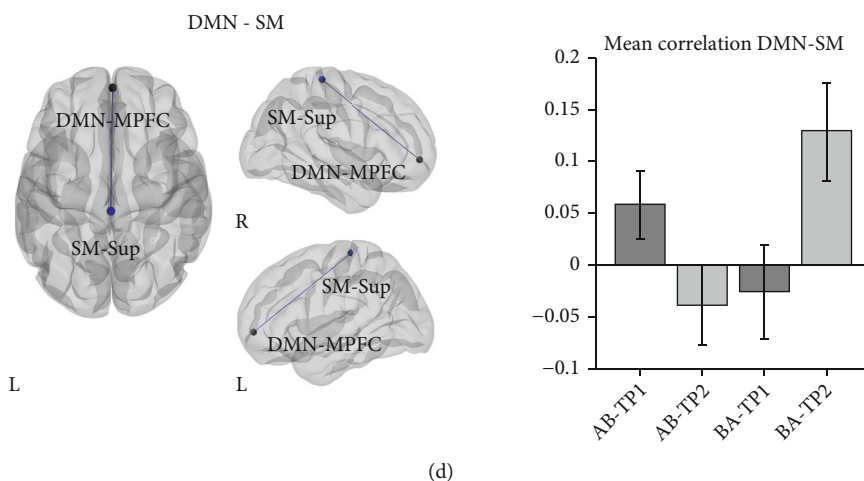 DMN - SM
DMN-MPFC
SM-Sup
L
SM-Sup
DMN-MPFC
R
SM-Sup
DMN-MPFC
L
Mean correlation DMN-SM
0.2
0.15
0.1
0.05
0
−0.05
−0.1
AB-TP1
AB-TP2
BA-TP1
BA-TP2
(d)